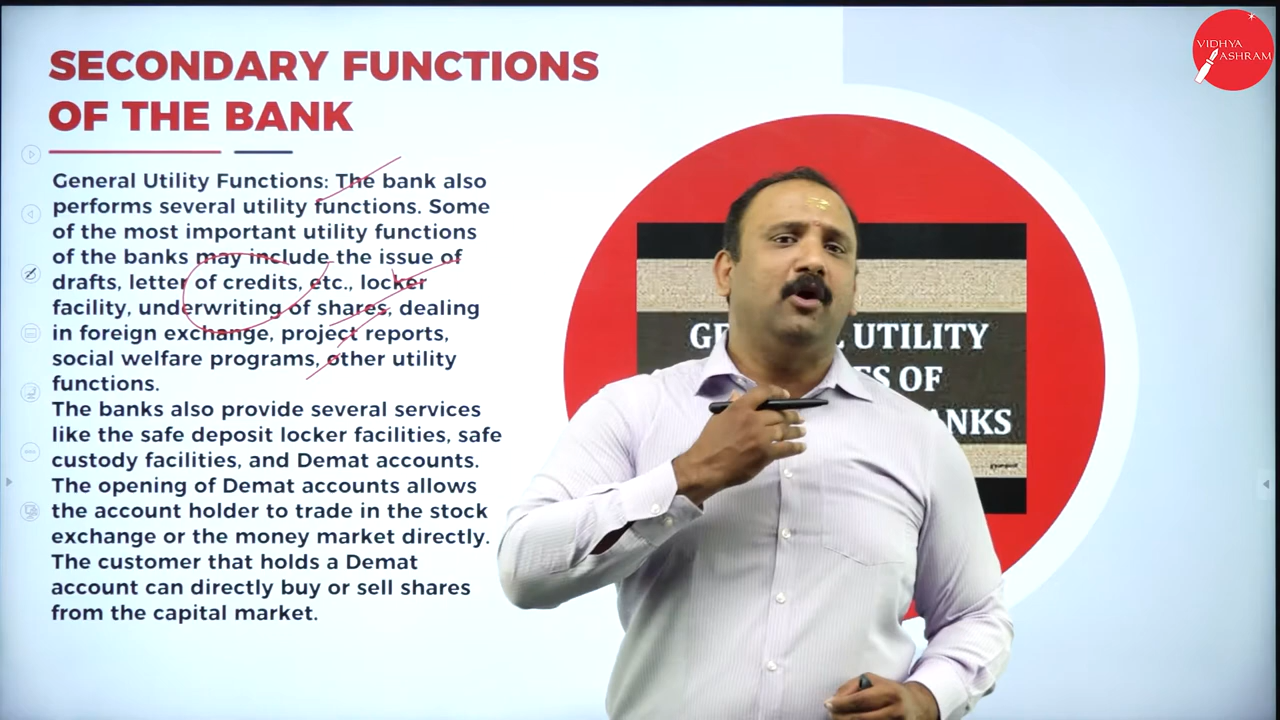 SECONDARY FUNCTIONS
OF THE BANK
General Utility Functions: The bank also
performs several utility functions. Some
of the most important utility functions
of the banks may include the issue of
drafts, letter of credits, etc., locker
facility, underwriting of shares, dealing
in foreign exchange, project reports,
social welfare programs, other utility
functions.
The banks also provide several services
like the safe deposit locker facilities, safe
custody facilities, and Demat accounts.
The opening of Demat accounts allows
the account holder to trade in the stock
exchange or the money market directly.
The customer that holds a Demat
account can directly buy or sell shares
from the capital market.
VIDHYA
ASHRAM
UTILITY
OF